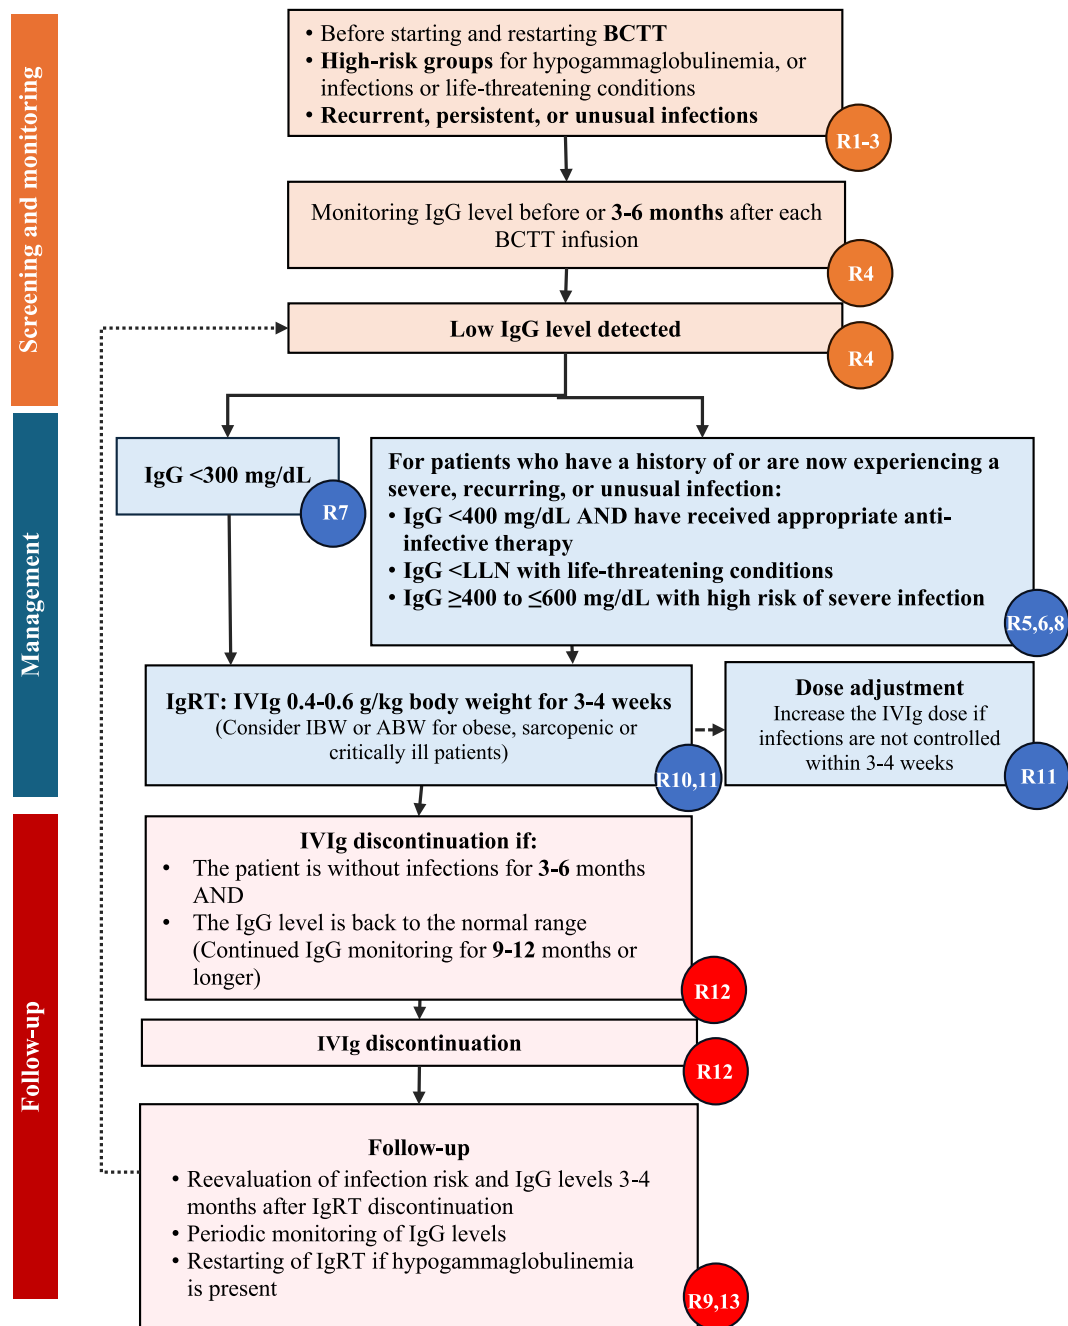 Screening and monitoring
• Before starting and restarting BCTT
• High-risk groups for hypogammaglobulinemia, or
infections or life-threatening conditions
• Recurrent, persistent, or unusual infections
R1-3
Monitoring IgG level before or 3-6 months after each
BCTT infusion
R4
Low IgG level detected
R4
Management
IgG <300 mg/dL
R7
For patients who have a history of or are now experiencing a
severe, recurring, or unusual infection:
• IgG <400 mg/dL AND have received appropriate anti-
infective therapy
• IgG <LLN with life-threatening conditions
• IgG ≥400 to ≤600 mg/dL with high risk of severe infection
R5,6,8
IgRT: IVIg 0.4-0.6 g/kg body weight for 3-4 weeks
(Consider IBW or ABW for obese, sarcopenic or
critically ill patients)
R10,11
Dose adjustment
Increase the IVIg dose if
infections are not controlled
within 3-4 weeks
R11
Follow-up
IVIg discontinuation if:
• The patient is without infections for 3-6 months
AND
• The IgG level is back to the normal range
(Continued IgG monitoring for 9-12 months or
longer)
R12
IVIg discontinuation
R12
Follow-up
• Reevaluation of infection risk and IgG levels 3-4
months after IgRT discontinuation
• Periodic monitoring of IgG levels
• Restarting of IgRT if hypogammaglobulinemia
is present
R9,13